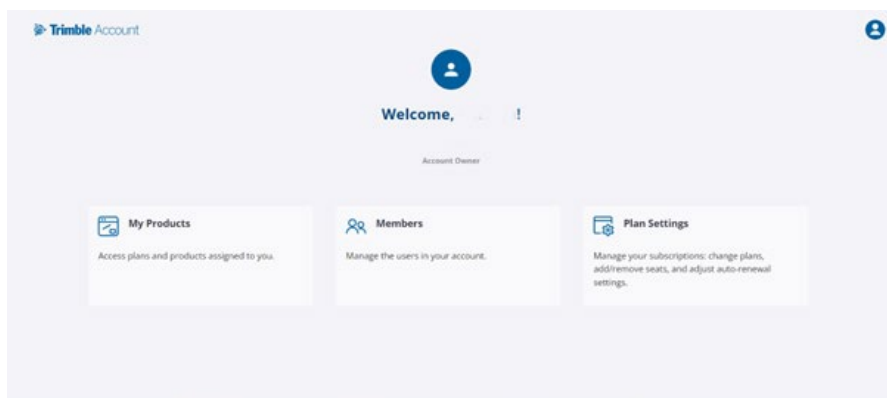 Trimble Account
Welcome, !
Account Owner
My Products
Access plans and products assigned to you.
Members
Manage the users in your account.
Plan Settings
Manage your subscriptions: change plans,
add/remove seats, and adjust auto-renewal
settings.